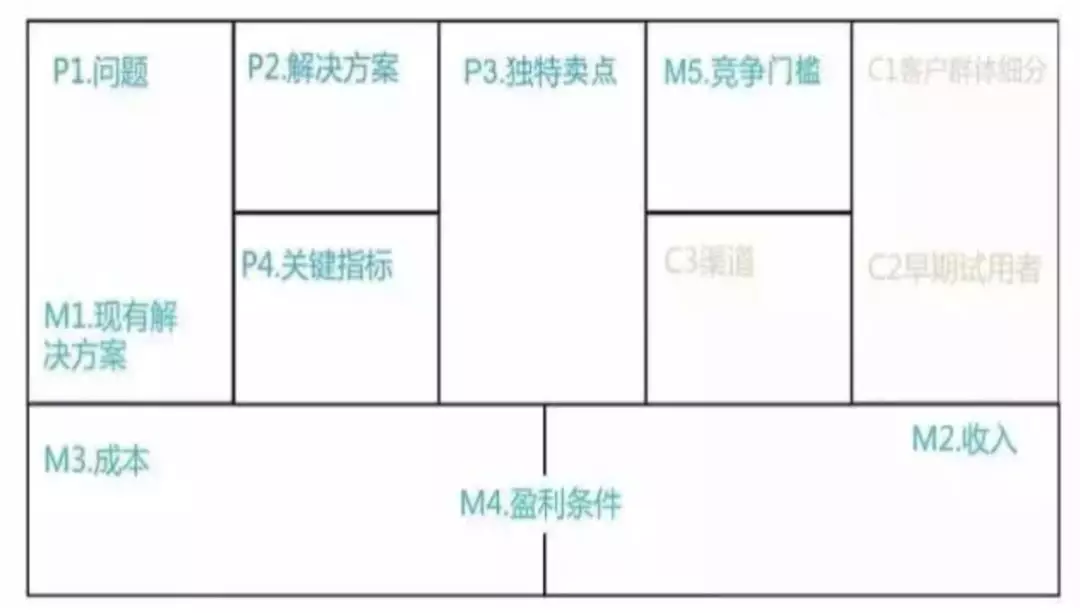 P1.问题
P2.解决方案
P3.独特卖点
M5.竞争门槛
C1客户群体细分
P4.关键指标
C3渠道
C2早期试用者
M1.现有解
决方案
M3.成本
M2.收入
M4.盈利条件